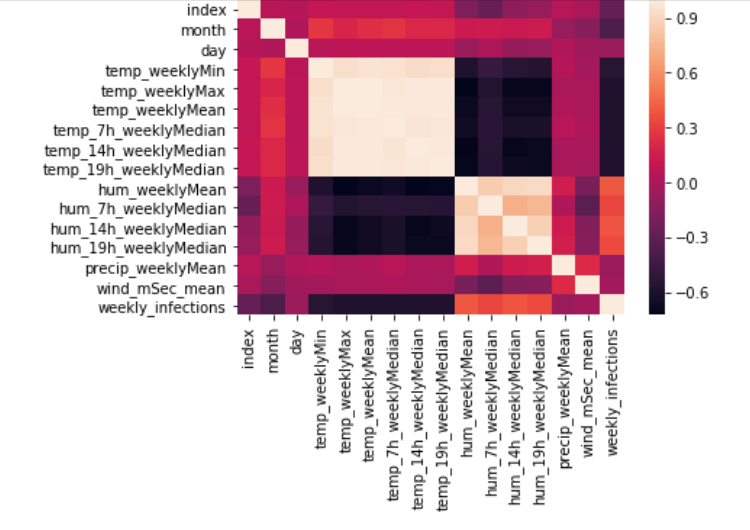 index
month
day
temp_weeklyMin
temp_weeklyMax
temp_weeklyMean
temp_7h_weeklyMedian
temp_14h_weeklyMedian
temp_19h_weeklyMedian
hum_weeklyMean
hum_7h_weeklyMedian
hum_14h_weeklyMedian
hum_19h_weeklyMedian
precip_weeklyMean
wind_mSec_mean
weekly_infections
index
month
day
temp_weeklyMin
temp_weeklyMax
temp_weeklyMean
temp_7h_weeklyMedian
temp_14h_weeklyMedian
temp_19h_weeklyMedian
hum_weeklyMean
hum_7h_weeklyMedian
hum_14h_weeklyMedian
hum_19h_weeklyMedian
precip_weeklyMean
wind_mSec_mean
weekly_infections
0.9
0.6
0.3
0.0
−0.3
−0.6